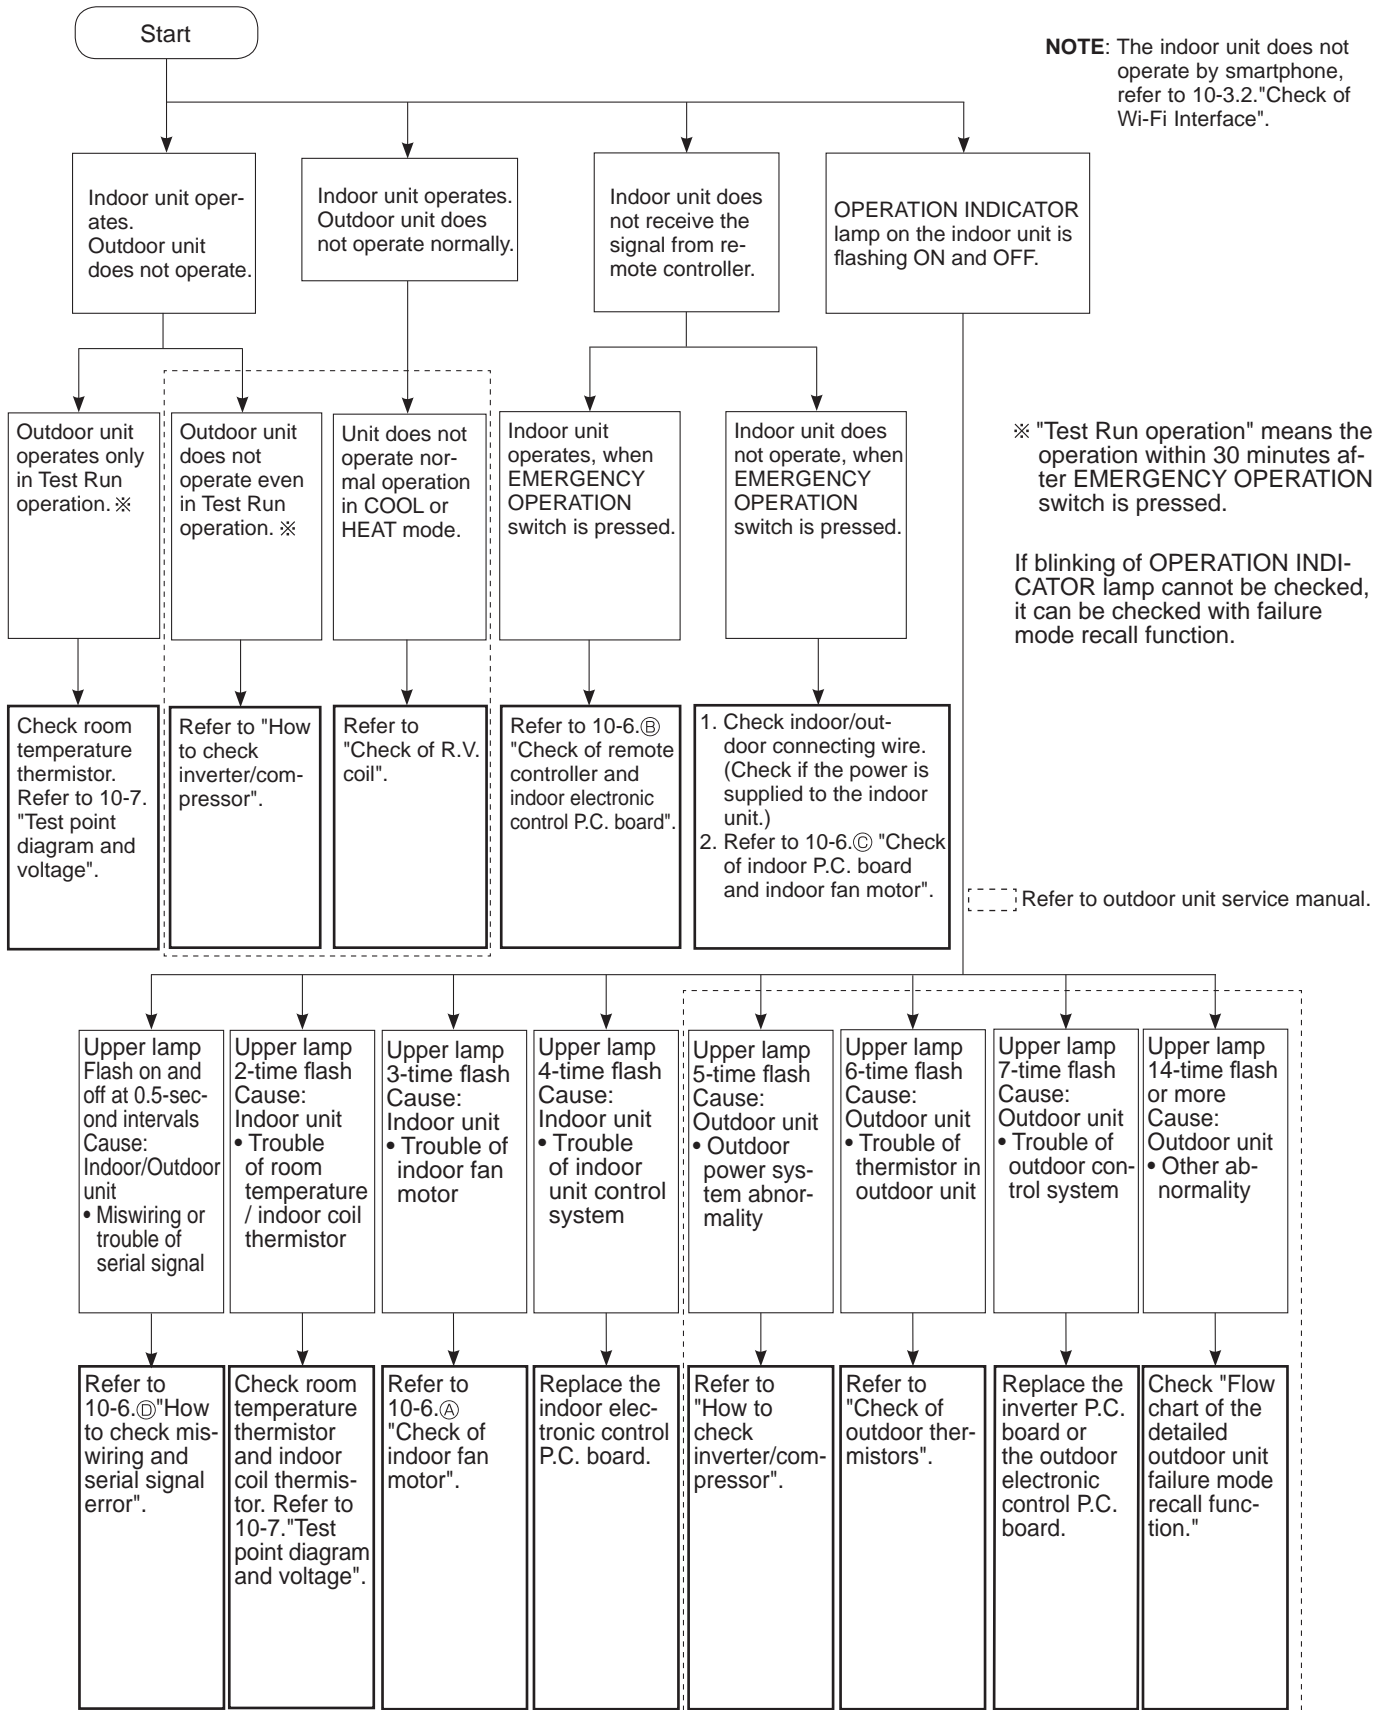 Start
NOTE: The indoor unit does not
operate by smartphone,
refer to 10-3.2."Check of
Wi-Fi Interface".
Indoor unit oper-
ates.
Outdoor unit
does not operate.
Indoor unit operates.
Outdoor unit does
not operate normally.
Indoor unit does
not receive the
signal from re-
mote controller.
OPERATION INDICATOR
lamp on the indoor unit is
flashing ON and OFF.
Outdoor unit
operates only
in Test Run
operation. ※
Outdoor unit
does not
operate even
in Test Run
operation. ※
Unit does not
operate nor-
mal operation
in COOL or
HEAT mode.
Indoor unit
operates, when
EMERGENCY
OPERATION
switch is pressed.
Indoor unit does
not operate, when
EMERGENCY
OPERATION
switch is pressed.
※ "Test Run operation" means the
operation within 30 minutes af-
ter EMERGENCY OPERATION
switch is pressed.
If blinking of OPERATION INDI-
CATOR lamp cannot be checked,
it can be checked with failure
mode recall function.
Check room
temperature
thermistor.
Refer to 10-7.
"Test point
diagram and
voltage".
Refer to "How
to check
inverter/com-
pressor".
Refer to
"Check of R.V.
coil".
Refer to 10-6.Ⓑ
"Check of remote
controller and
indoor electronic
control P.C. board".
1. Check indoor/out-
door connecting wire.
(Check if the power is
supplied to the indoor
unit.)
2. Refer to 10-6.Ⓒ "Check
of indoor P.C. board
and indoor fan motor".
Refer to outdoor unit service manual.
Upper lamp
Flash on and
off at 0.5-sec-
ond intervals
Cause:
Indoor/Outdoor
unit
• Miswiring or
trouble of
serial signal
Upper lamp
2-time flash
Cause:
Indoor unit
• Trouble
of room
temperature
/ indoor coil
thermistor
Upper lamp
3-time flash
Cause:
Indoor unit
• Trouble of
indoor fan
motor
Upper lamp
4-time flash
Cause:
Indoor unit
• Trouble
of indoor
unit control
system
Upper lamp
5-time flash
Cause:
Outdoor unit
• Outdoor
power sys-
tem abnor-
mality
Upper lamp
6-time flash
Cause:
Outdoor unit
• Trouble of
thermistor in
outdoor unit
Upper lamp
7-time flash
Cause:
Outdoor unit
• Trouble of
outdoor con-
trol system
Upper lamp
14-time flash
or more
Cause:
Outdoor unit
• Other ab-
normality
Refer to
10-6.Ⓓ"How
to check mis-
wiring and
serial signal
error".
Check room
temperature
thermistor
and indoor
coil thermis-
tor. Refer to
10-7."Test
point diagram
and voltage".
Refer to
10-6.Ⓐ
"Check of
indoor fan
motor".
Replace the
indoor elec-
tronic control
P.C. board.
Refer to
"How to
check
inverter/com-
pressor".
Refer to
"Check of
outdoor ther-
mistors".
Replace the
inverter P.C.
board or
the outdoor
electronic
control P.C.
board.
Check "Flow
chart of the
detailed
outdoor unit
failure mode
recall func-
tion."